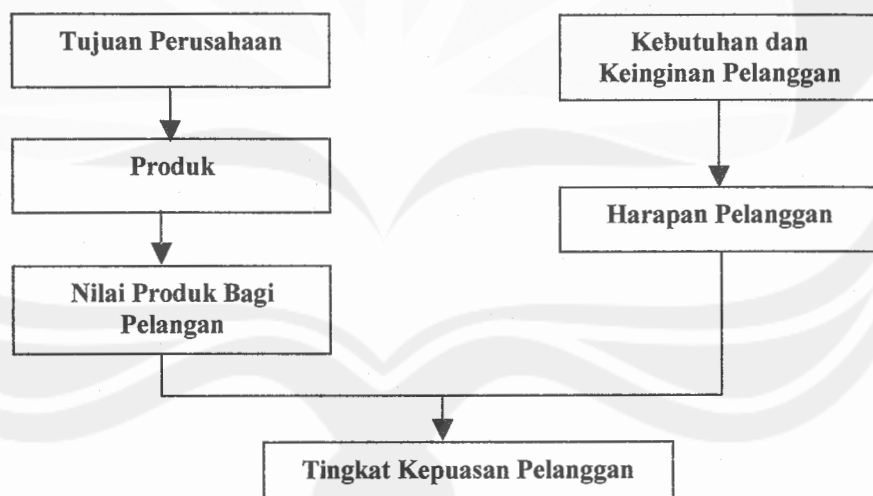 Tujuan Perusahaan
Produk
Nilai Produk Bagi
Pelangan
Kebutuhan dan
Keinginan Pelanggan
Harapan Pelanggan
Tingkat Kepuasan Pelanggan